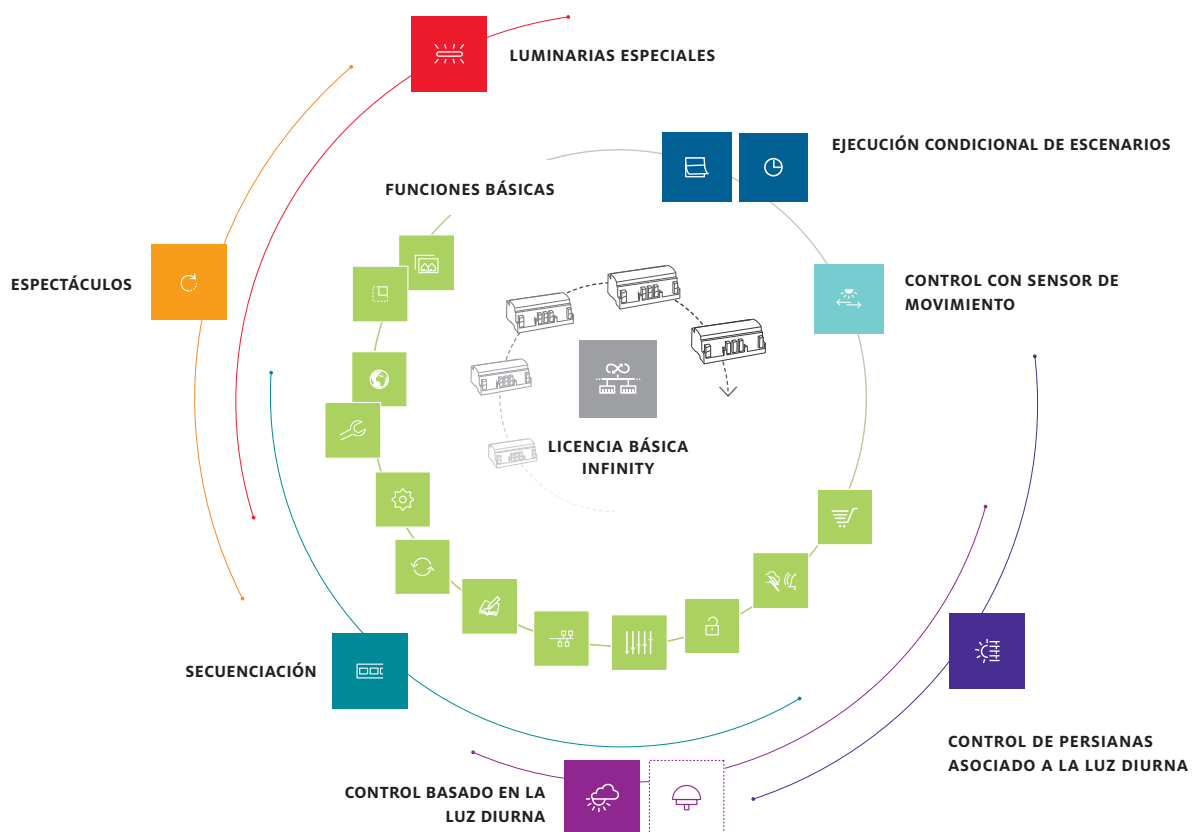 LUMINARIAS ESPECIALES
EJECUCIÓN CONDICIONAL DE ESCENARIOS
FUNCIONES BÁSICAS
ESPECTÁCULOS
CONTROL CON SENSOR DE
MOVIMIENTO
LICENCIA BÁSICA
INFINITY
SECUENCIACIÓN
CONTROL DE PERSIANAS
ASOCIADO A LA LUZ DIURNA
CONTROL BASADO EN LA
LUZ DIURNA